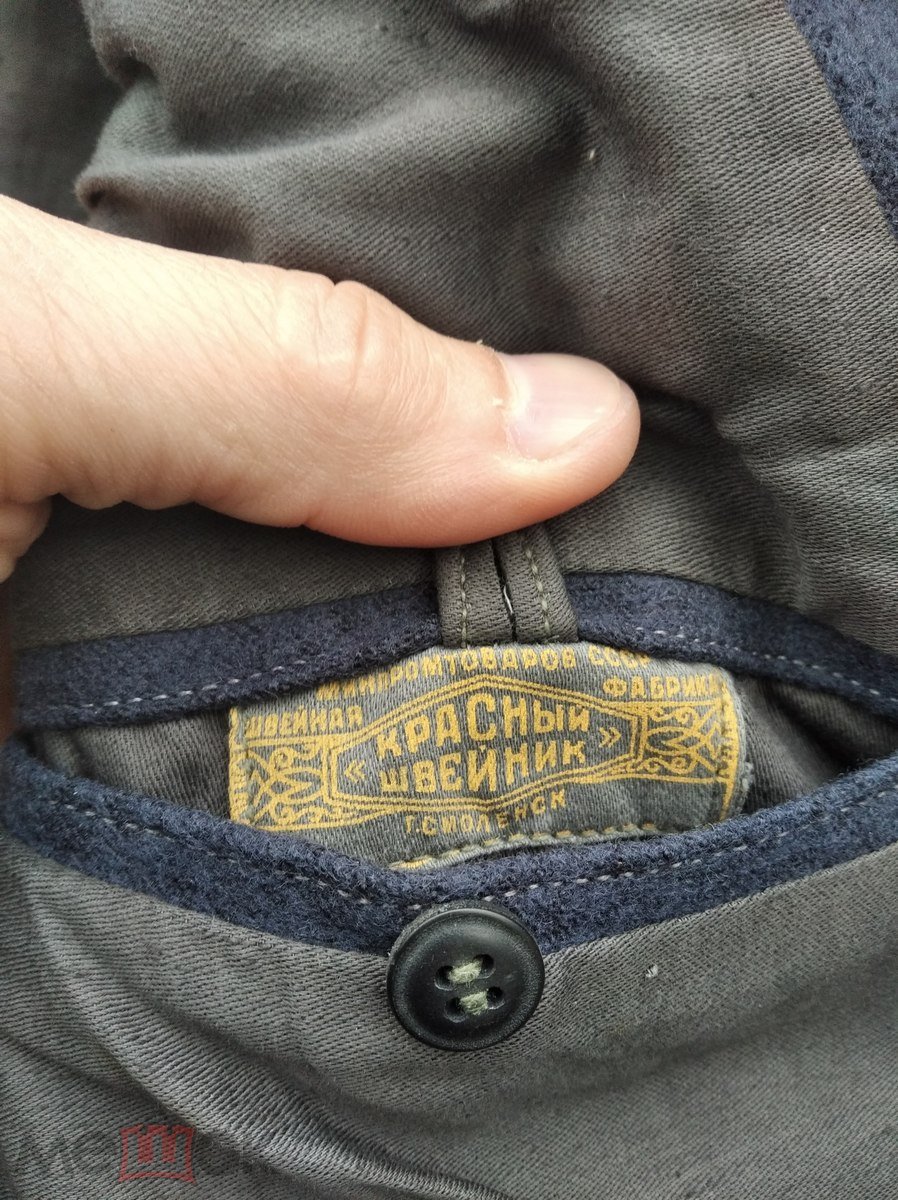 МИНПРОМТОВАРОВ СССР
ШВЕЙНАЯ ФАБРИКА
«КРАСНЫЙ
ШВЕЙНИК»
Г. СМОЛЕНСК